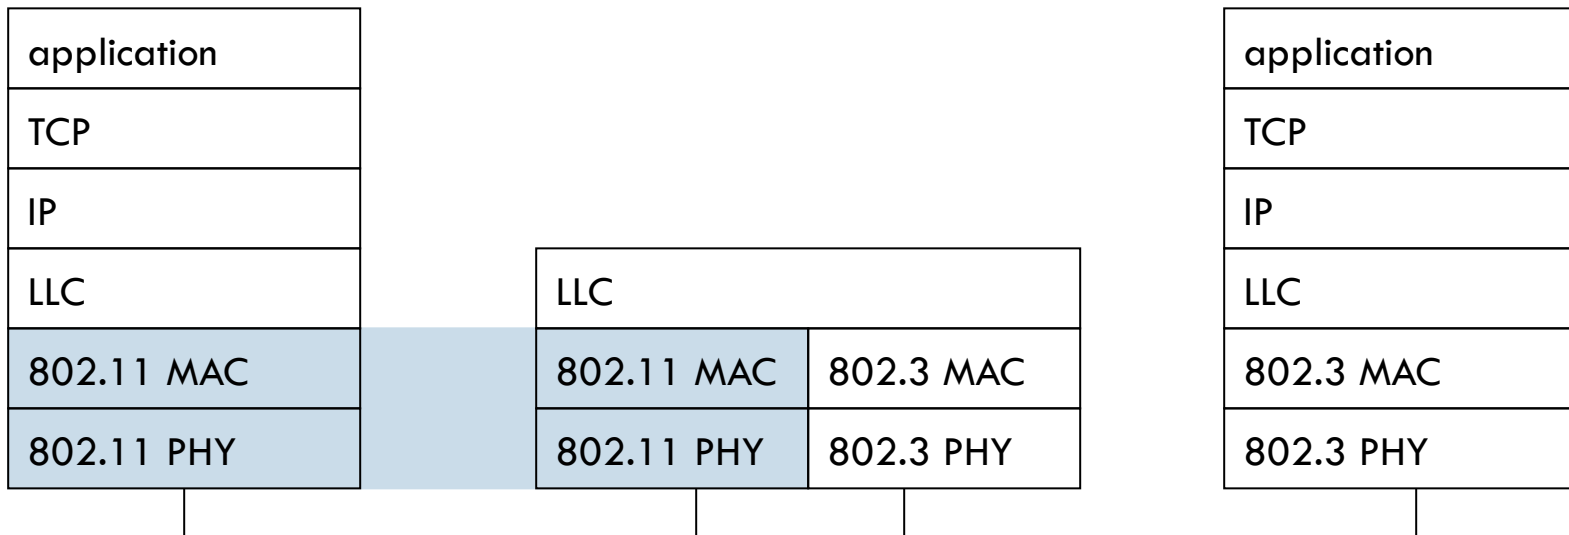 application
TCP
IP
LLC
802.11 MAC
802.11 PHY
LLC
802.11 MAC
802.3 MAC
802.11 PHY
802.3 PHY
application
TCP
IP
LLC
802.3 MAC
802.3 PHY